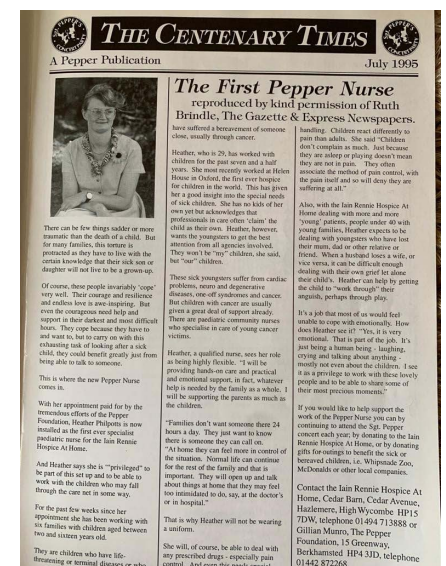 THE CENTENARY TIMES
A Pepper Publication
July 1995
The First Pepper Nurse
reproduced by kind permission of Ruth
Brindle, The Gazette & Express Newspapers.
There can be few things sadder or more
traumatic than the death of a child. But
for many families, this torture is
protracted as they have to live with the
certain knowledge that their sick son or
daughter will not live to be a grown-up.
Of course, these people invariably 'cope'
very well. Their courage and resilience
and endless love is awe-inspiring. But
even the courageous need help and
support in their darkest and most difficult
hours. They cope because they have to
and want to, but to carry on with this
exhausting task of looking after a sick
child, they could benefit greatly just from
being able to talk to someone.
This is where the new Pepper Nurse
comes in.
With her appointment paid for by the
tremendous efforts of the Pepper
Foundation, Heather Philpotts is now
installed as the first ever specialist
paediatric nurse for the Iain Rennie
Hospice At Home.
And Heather says she is "privileged" to
be part of this set up and to be able to
work with the children who may fall
through the care net in some way.
For the past few weeks since her
appointment she has been working with
six families with children aged between
two and sixteen years old.
They are children who have life-
threatening or terminal diseases or who
have suffered a bereavement of someone
close, usually through cancer.
Heather, who is 29, has worked with
children for the past seven and a half
years. She most recently worked at Helen
House in Oxford, the first ever hospice
for children in the world. This has given
her a good insight into the special needs
of sick children. She has no kids of her
own yet but acknowledges that
professionals in care often 'claim' the
child as their own. Heather, however,
wants the youngsters to get the best
attention from all agencies involved.
They won't be "my" children, she said,
but "our" children.
These sick youngsters suffer from cardiac
problems, neuro and degenerative
diseases, one-off syndromes and cancer.
But children with cancer are usually
given a great deal of support already.
There are paediatric community nurses
who specialise in care of young cancer
victims.
Heather, a qualified nurse, sees her role
as being highly flexible. "I will be
providing hands-on care and practical
and emotional support, in fact, whatever
help is needed by the family as a whole. I
will be supporting the parents as much as
the children.
"Families don't want someone there 24
hours a day. They just want to know
there is someone they can call on.
"At home they can feel more in control of
the situation. Normal life can continue
for the rest of the family and that is
important. They will open up and talk
about things at home that they may feel
too intimidated to do, say, at the doctor's
or in hospital."
That is why Heather will not be wearing
a uniform.
She will, of course, be able to deal with
any prescribed drugs - especially pain
control. And even this needs special
handling. Children react differently to
pain than adults. She said "Children
don't complain as much. Just because
they are asleep or playing doesn't mean
they are not in pain. They often
associate the method of pain control, with
the pain itself and so will deny they are
suffering at all."
Also, with the Iain Rennie Hospice At
Home dealing with more and more
'young' patients, people under 40 with
young families, Heather expects to be
dealing with youngsters who have lost
their mum, dad or other relative or
friend. When a husband loses a wife, or
vice versa, it can be difficult enough
dealing with their own grief let alone
their child's. Heather can help by getting
the child to "work through" their
anguish, perhaps through play.
It's a job that most of us would feel
unable to cope with emotionally. How
does Heather see it? "Yes, it is very
emotional. That is part of the job. It's
just being a human being - laughing,
crying and talking about anything -
mostly not even about the children. I see
it as a privilege to work with these lovely
people and to be able to share some of
their most precious moments."
If you would like to help support the
work of the Pepper Nurse you can by
continuing to attend the Sgt. Pepper
concert each year; by donating to the Iain
Rennie Hospice At Home, or by donating
gifts for outings to benefit the sick or
bereaved children, i.e. Whipsnade Zoo,
McDonalds or other local companies.
Contact the Iain Rennie Hospice At
Home, Cedar Barn, Cedar Avenue,
Hazlemere, High Wycombe HP15
7DW, telephone 01494 713888 or
Gillian Munro, The Pepper
Foundation, 15 Greenway,
Berkhamsted HP4 3JD, telephone
01442 872268